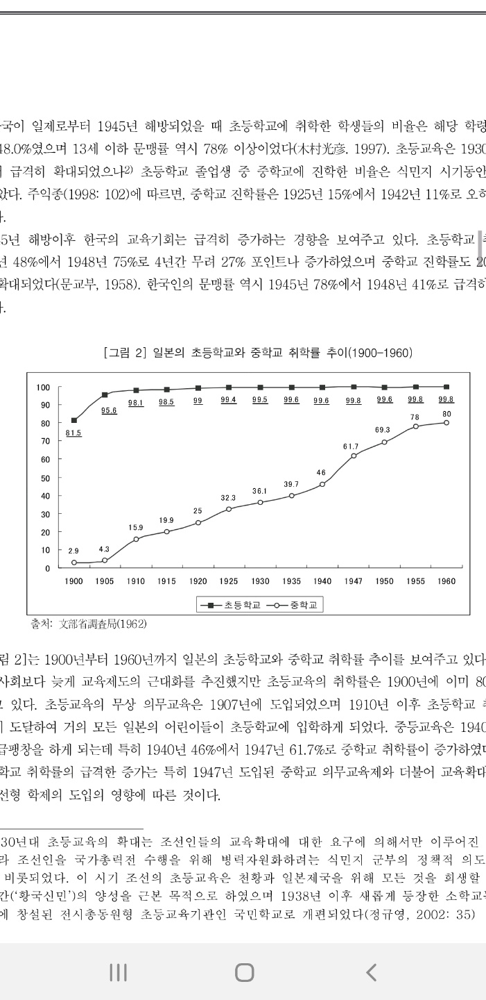 국이 일제로부터 1945년 해방되었을 때 초등학교에 취학한 학생들의 비율은 해당 학령
48.0%였으며 13세 이하 문맹률 역시 78% 이상이었다(木村光彦. 1997). 초등교육은 1930
급격히 확대되었으나2) 초등학교 졸업생 중 중학교에 진학한 비율은 식민지 시기동안
았다. 주익종(1998: 102)에 따르면, 중학교 진학률은 1925년 15%에서 1942년 11%로 오히
다.
5년 해방이후 한국의 교육기회는 급격히 증가하는 경향을 보여주고 있다. 초등학교
년 48%에서 1948년 75%로 4년간 무려 27% 포인트나 증가하였으며 중학교 진학률도 20
확대되었다(문교부, 1958). 한국인의 문맹률 역시 1945년 78%에서 1948년 41%로 급격히
다.
[그림 2] 일본의 초등학교와 중학교 취학률 추이(1900-1960)
100
90
80
70
60
50
40
30
20
10
0
81.5 95.6 98.1 98.5 99 99.4 99.5 99.6 99.6 99.8 99.6 99.8 99.8
2.9 4.3 15.9 19.9 25 32.3 36.1 39.7 46 61.7 69.3 78 80
1900 1905 1910 1915 1920 1925 1930 1935 1940 1947 1950 1955 1960
초등학교 중학교
출처: 文部省調査局(1962)
림 2]는 1900년부터 1960년까지 일본의 초등학교와 중학교 취학률 추이를 보여주고 있다
사회보다 늦게 교육제도의 근대화를 추진했지만 초등교육의 취학률은 1900년에 이미 80
고 있다. 초등교육의 무상 의무교육은 1907년에 도입되었으며 1910년 이후 초등학교
도달하여 거의 모든 일본의 어린이들이 초등학교에 입학하게 되었다. 중등교육은 1940
급팽창을 하게 되는데 특히 1940년 46%에서 1947년 61.7%로 중학교 취학률이 증가하였다
학교 취학률의 급격한 증가는 특히 1947년 도입된 중학교 의무교육제와 더불어 교육확대
선형 학제의 도입의 영향에 따른 것이다.
30년대 초등교육의 확대는 조선인들의 교육확대에 대한 요구에 의해서만 이루어진
라 조선인을 국가총력전 수행을 위해 병력자원화하려는 식민지 군부의 정책적 의도
비롯되었다. 이 시기 조선의 초등교육은 천황과 일본제국을 위해 모든 것을 희생할
간('황국신민')의 양성을 근본 목적으로 하였으며 1938년 이후 새롭게 등장한 소학교
에 창설된 전시총동원형 초등교육기관인 국민학교로 개편되었다(정규영, 2002: 35)